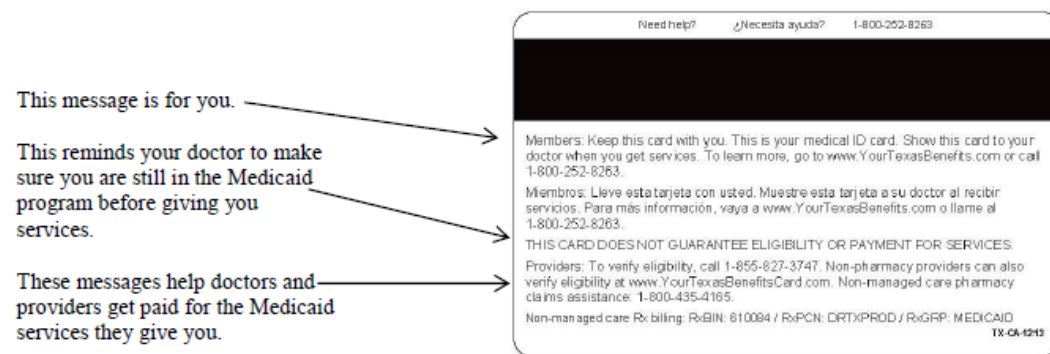 Need help? ¿Necesita ayuda? 1-800-252-8263
This message is for you.
This reminds your doctor to make
sure you are still in the Medicaid
program before giving you
services.
These messages help doctors and
providers get paid for the Medicaid
services they give you.
Members: Keep this card with you. This is your medical ID card. Show this card to your
doctor when you get services. To learn more, go to www.YourTexasBenefits.com or call
1-800-252-8263.
Miembros: Lleve esta tarjeta con usted. Muestre esta tarjeta a su doctor al recibir
servicios. Para más información, vaya a www.YourTexasBenefits.com o llame al
1-800-252-8263.
THIS CARD DOES NOT GUARANTEE ELIGIBILITY OR PAYMENT FOR SERVICES.
Providers: To verify eligibility, call 1-855-827-3747. Non-pharmacy providers can also
verify eligibility at www.YourTexasBenefitsCard.com. Non-managed care pharmacy
claims assistance: 1-800-435-4165.
Non-managed care Rx billing: RxBIN: 610084 / RxPCN: DRTXPROD / RxGRP: MEDICAID
TX-CA-1213